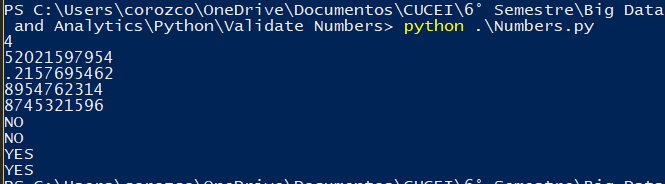 PS C:\Users\corozco\OneDrive\Documentos\CUCEI\6° Semestre\Big Data
and Analytics\Python\Validate Numbers> python .\Numbers.py
4
52021597954
.2157695462
8954762314
8745321596
NO
NO
YES
YES
PS C:\Users\corozco\OneDrive\Documentos\CUCEI\6° Semestre\Big Data